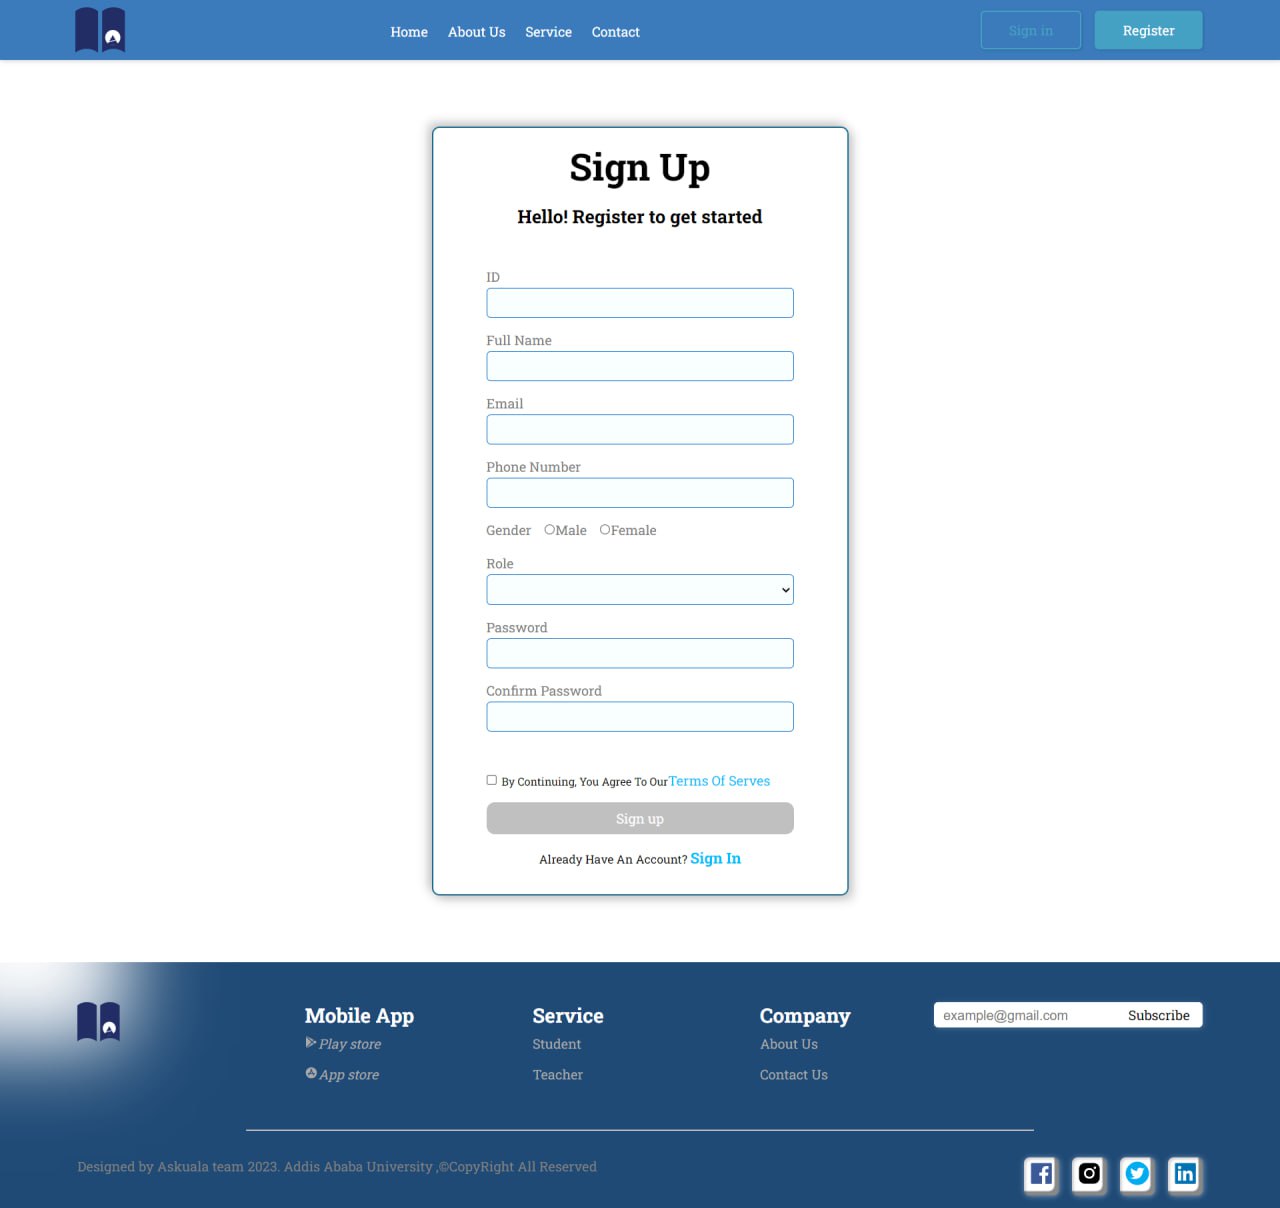 Home About Us Service Contact Sign in Register
Sign Up
Hello! Register to get started
ID
Full Name
Email
Phone Number
Gender Male Female
Role
Password
Confirm Password
By Continuing, You Agree To OurTerms Of Serves
Sign up
Already Have An Account? Sign In
Mobile App
Play store
App store
Service
Student
Teacher
Company
About Us
Contact Us
example@gmail.com Subscribe
Designed by Askuala team 2023. Addis Ababa University ,©CopyRight All Reserved